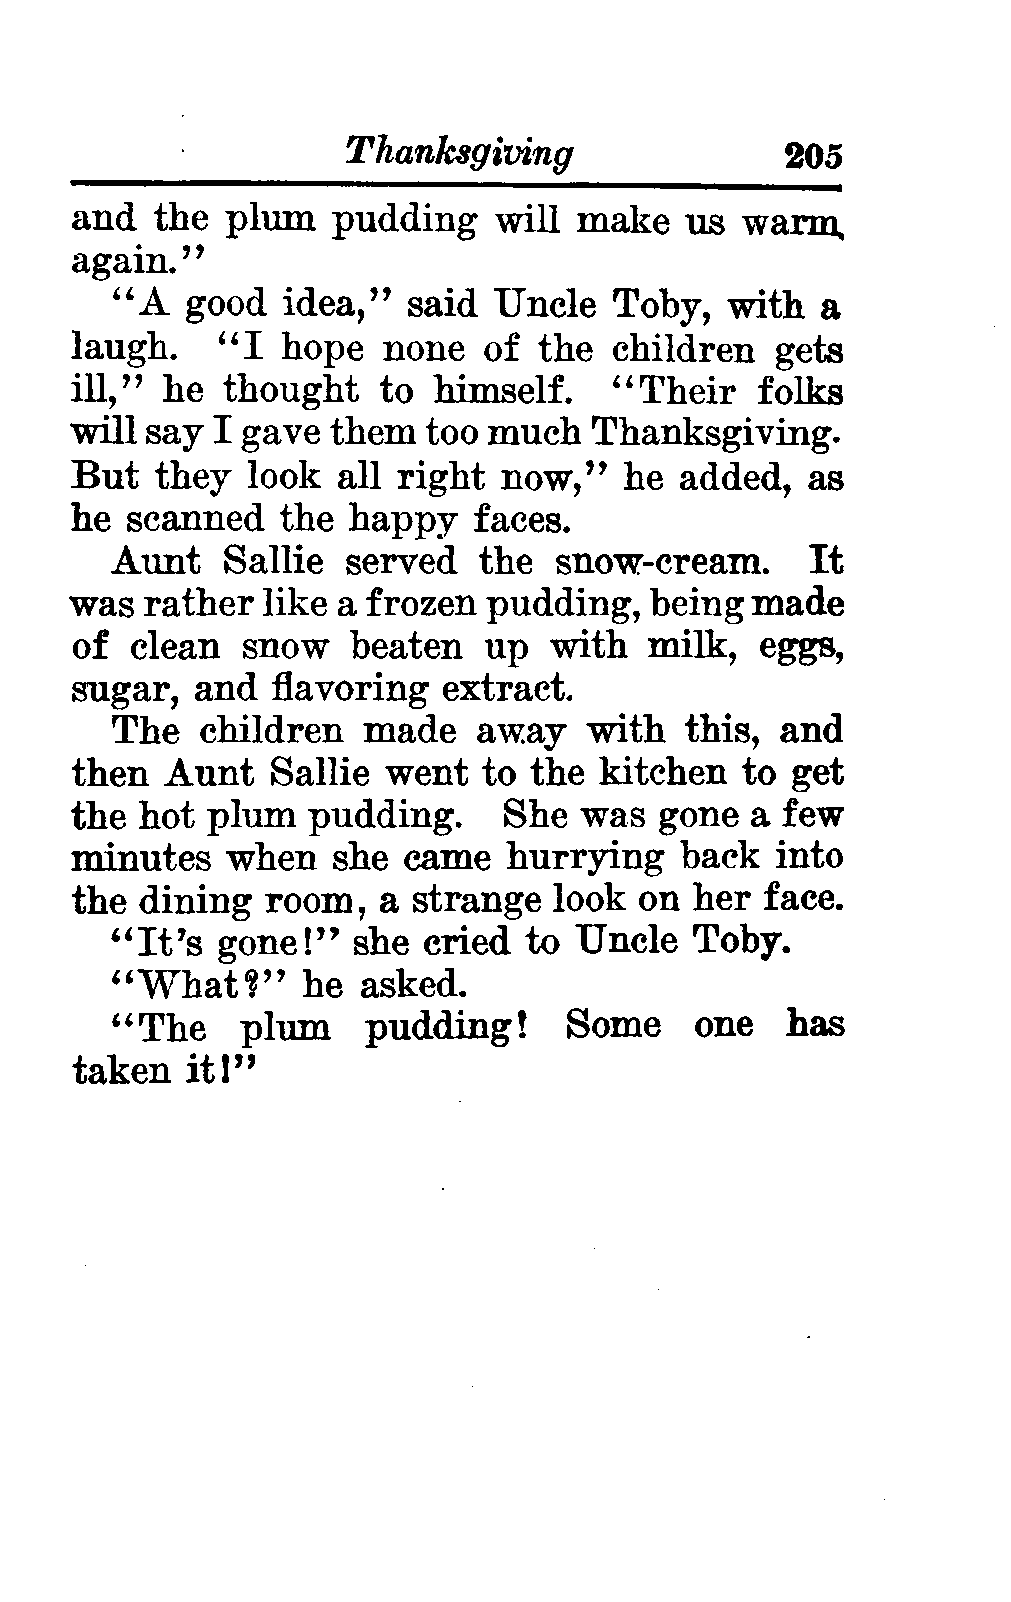 Thanksgiving 205
and the plum pudding will make us warm,
again."
"A good idea," said Uncle Toby, with a
laugh. "I hope none of the children gets
ill," he thought to himself. "Their folks
will say I gave them too much Thanksgiving.
But they look all right now," he added, as
he scanned the happy faces.
Aunt Sallie served the snow-cream. It
was rather like a frozen pudding, being made
of clean snow beaten up with milk, eggs,
sugar, and flavoring extract.
The children made away with this, and
then Aunt Sallie went to the kitchen to get
the hot plum pudding. She was gone a few
minutes when she came hurrying back into
the dining room, a strange look on her face.
"It's gone!" she cried to Uncle Toby.
"What?" he asked.
"The plum pudding! Some one has
taken it!"